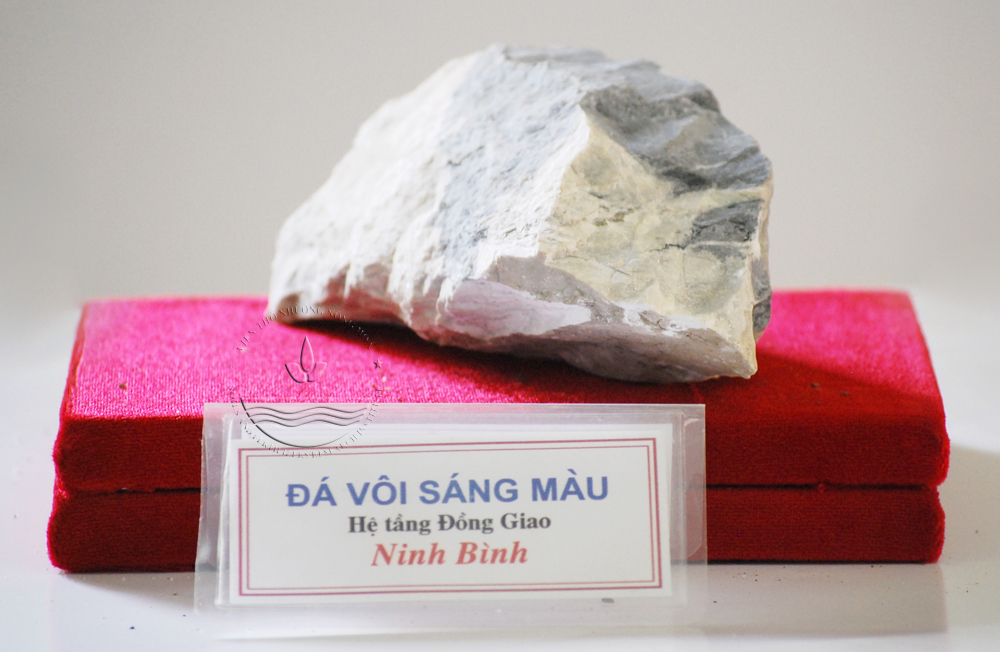 ĐÁ VÔI SÁNG MÀU
Hệ tầng Đồng Giao
Ninh Bình